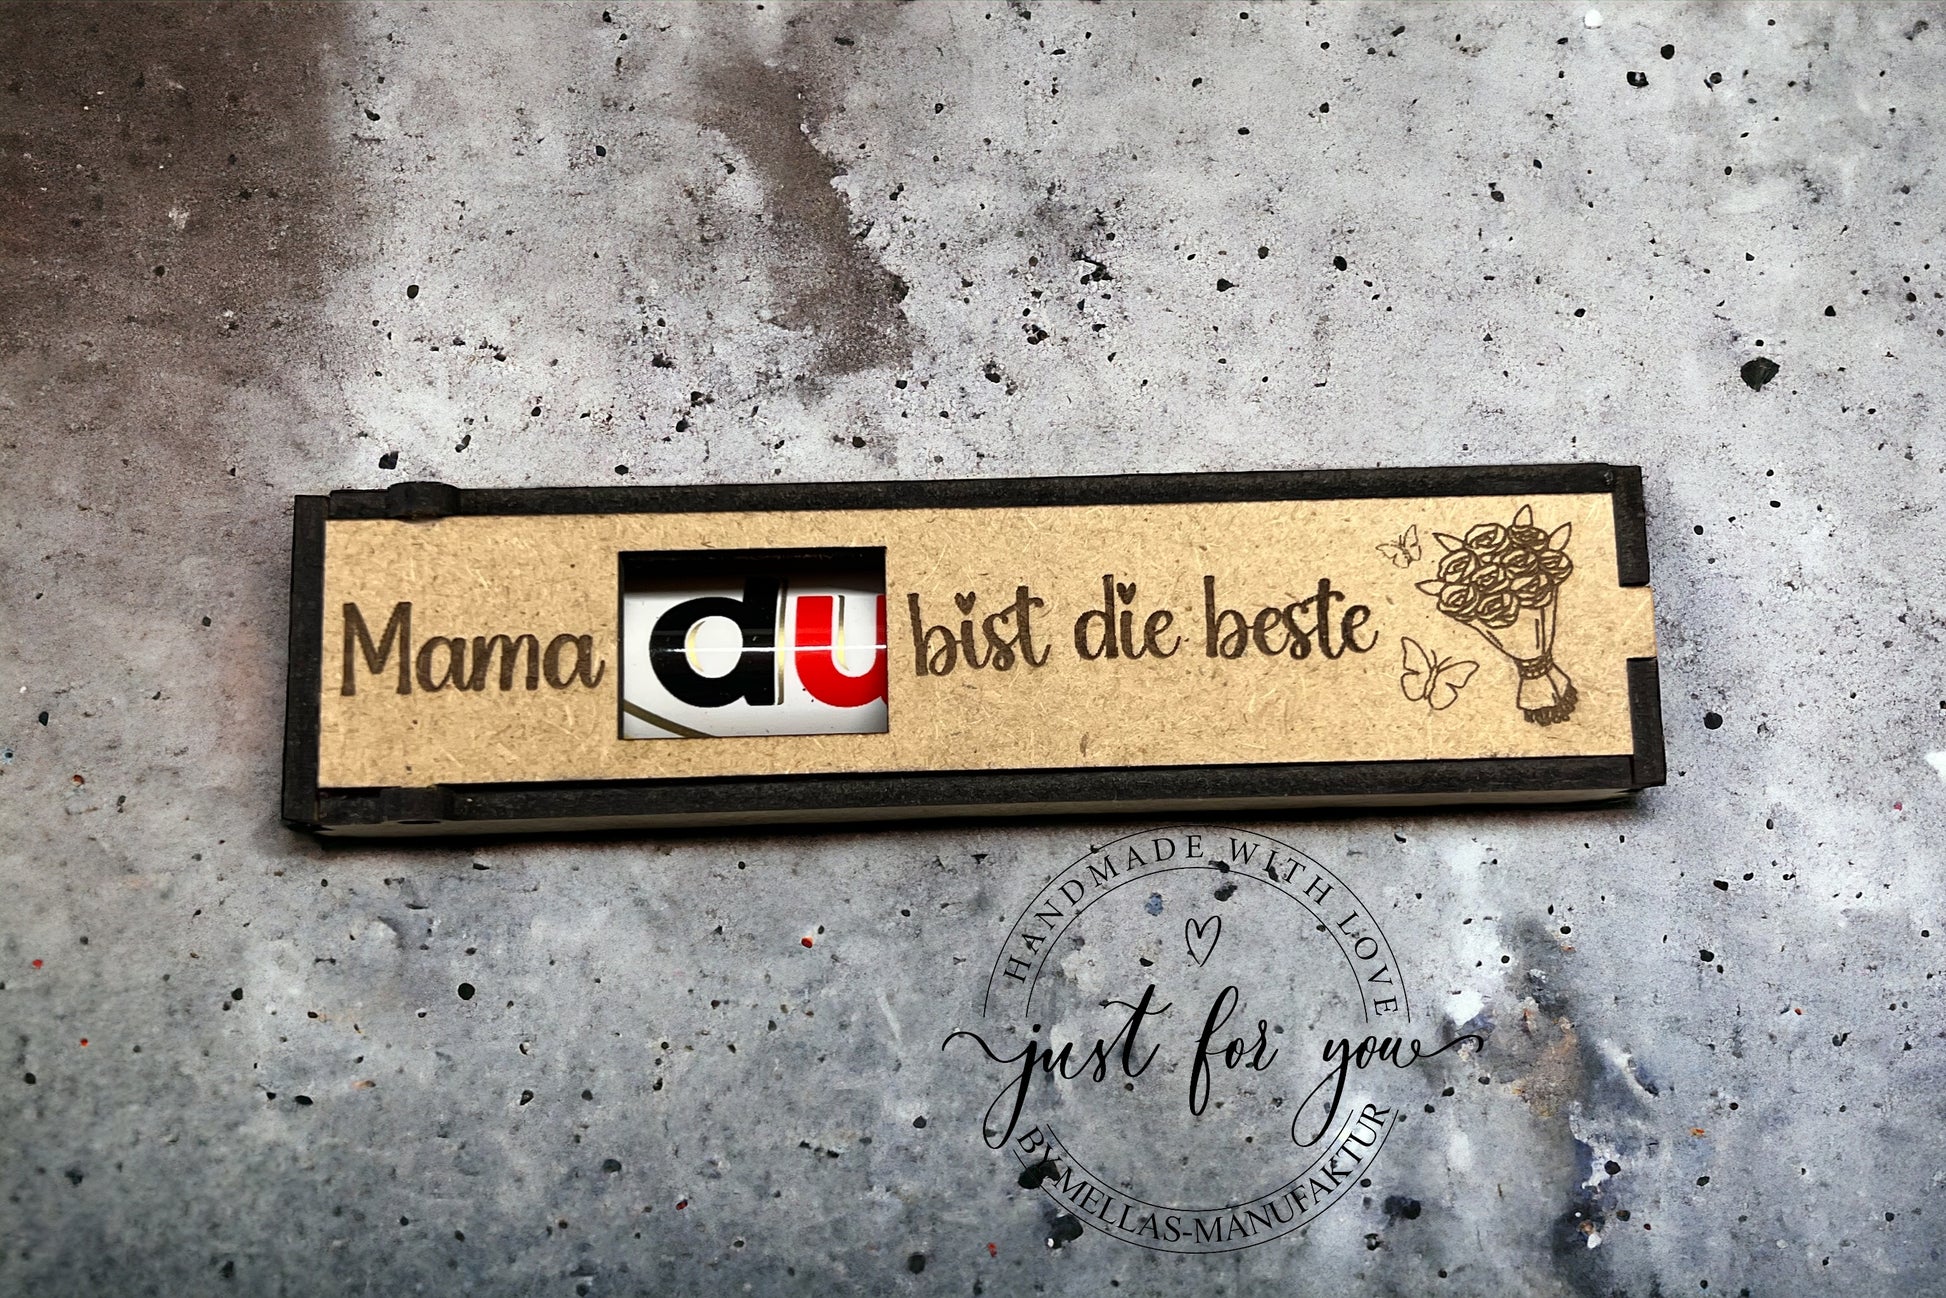 Mama du bist die beste
HANDMADE WITH LOVE
just for you
BY MELLAS-MANUFAKTUR